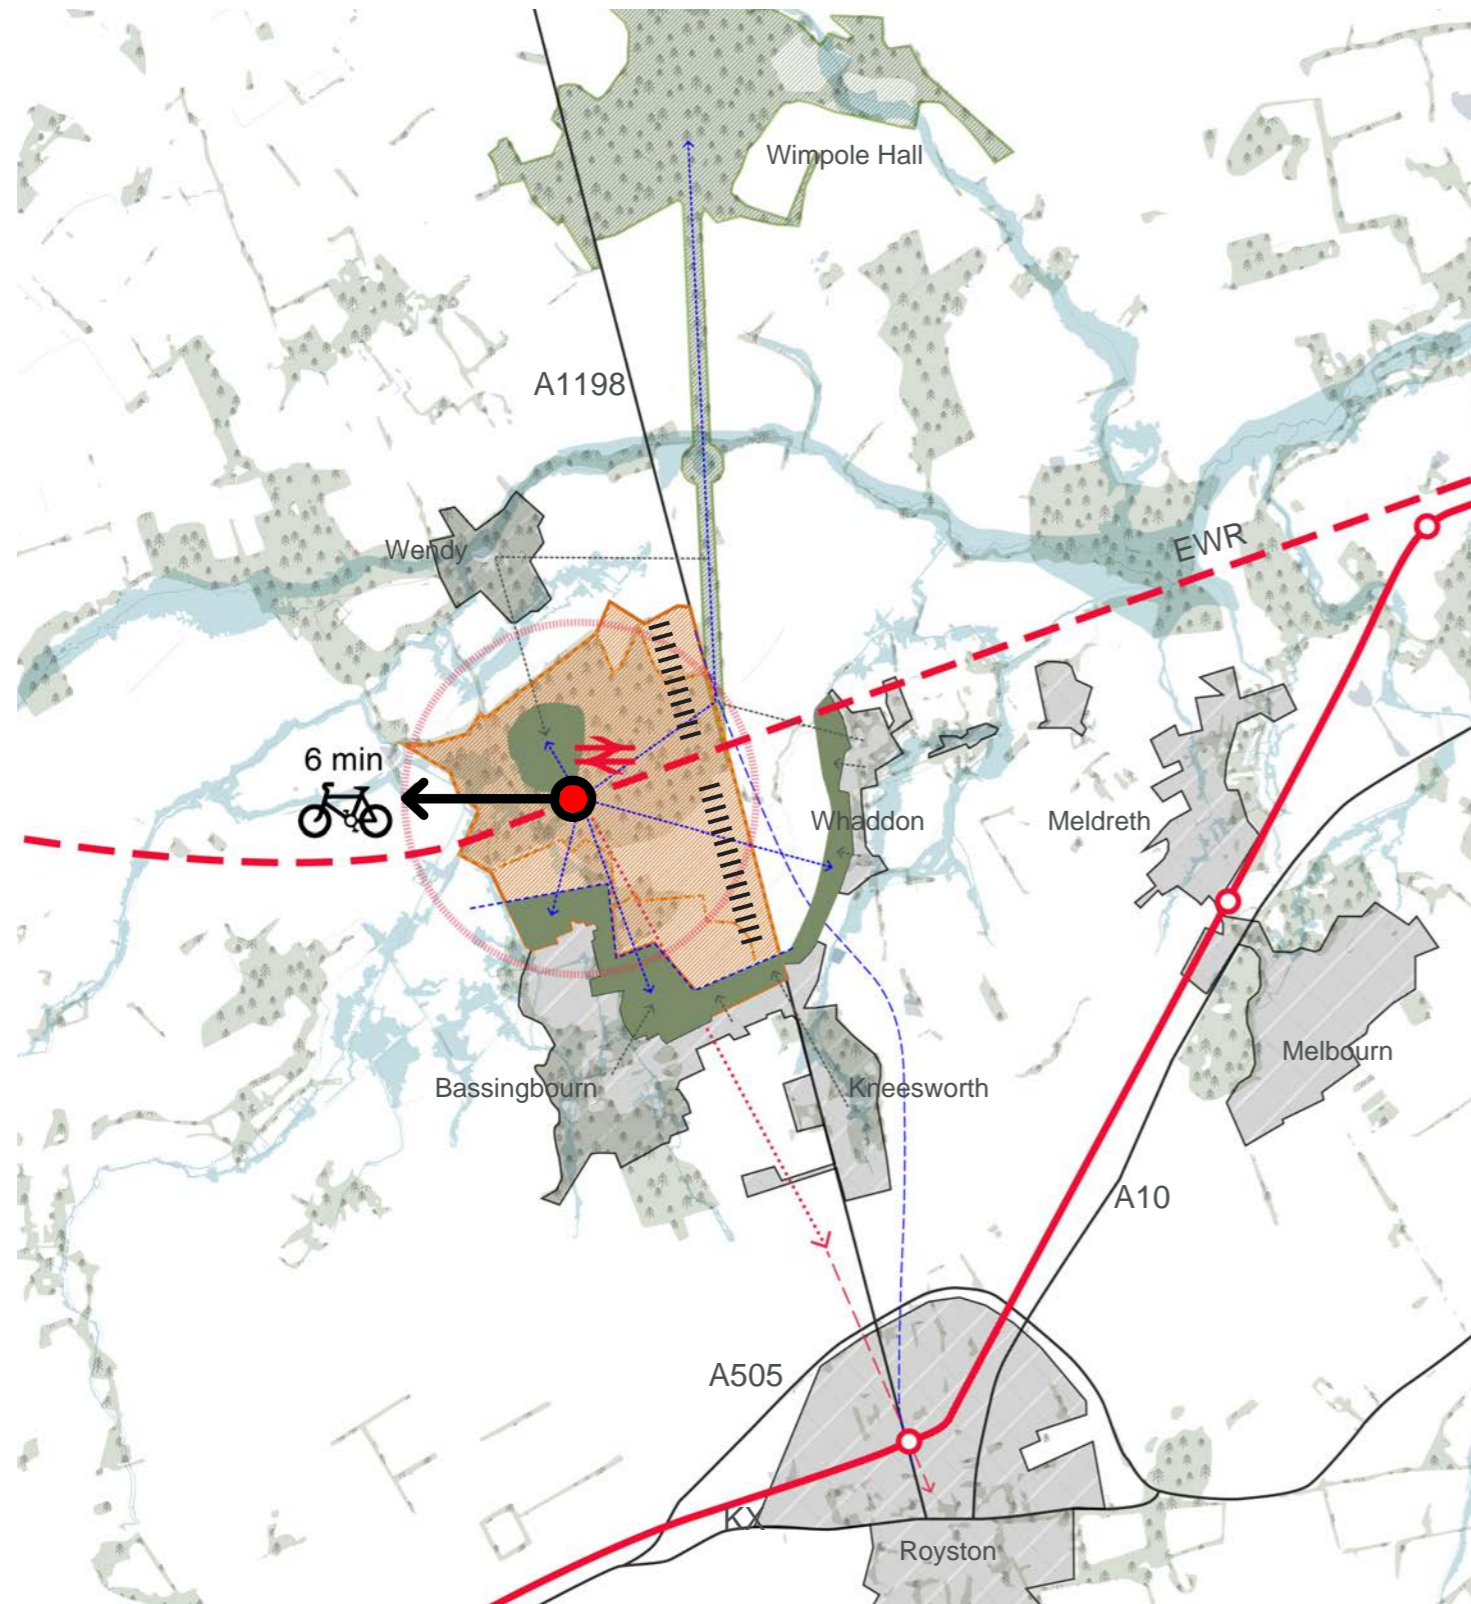 Wimpole Hall
A1198
EWR
Wendy
6 min
Whaddon
Meldreth
Melbourn
Bassingbourn
Kneesworth
A10
A505
KX
Royston